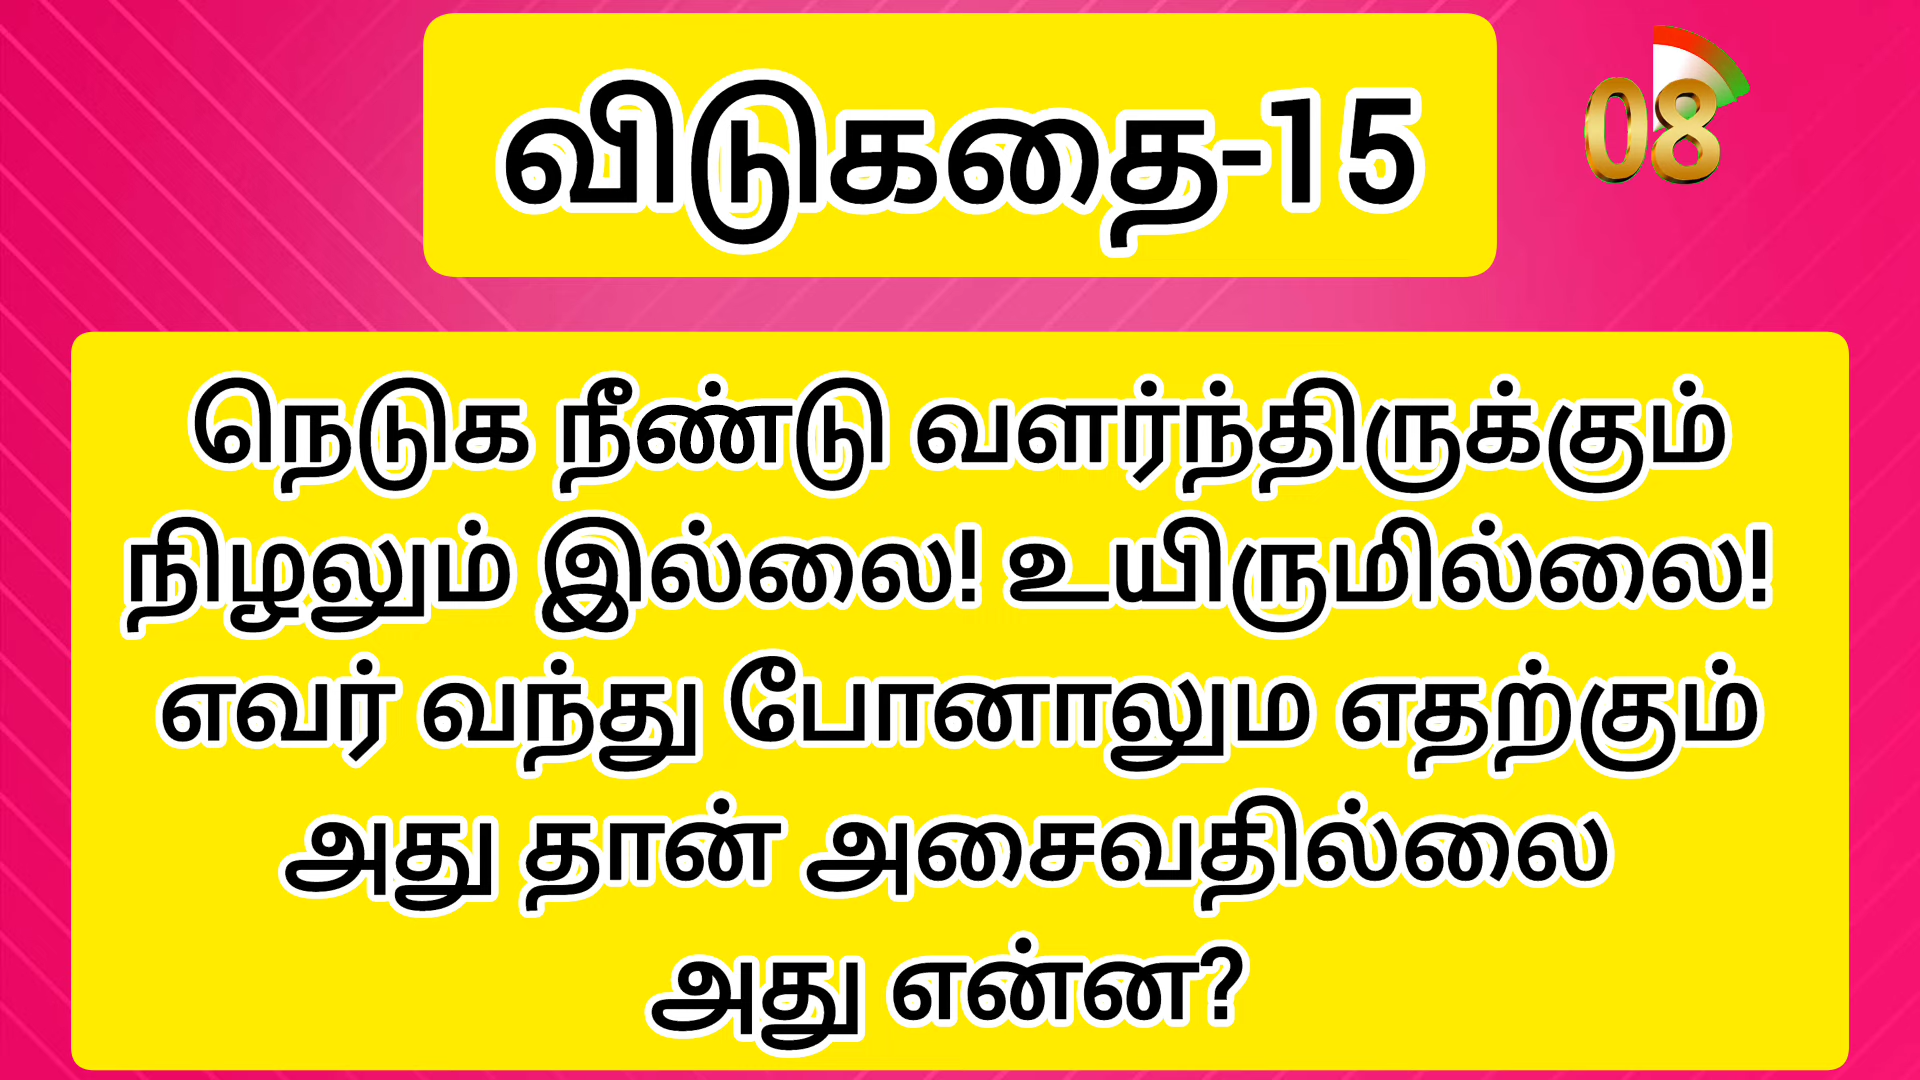 விடுகதை-15
08
நெடுக நீண்டு வளர்ந்திருக்கும்
நிழலும் இல்லை! உயிருமில்லை!
எவர் வந்து போனாலும எதற்கும்
அது தான் அசைவதில்லை
அது என்ன?